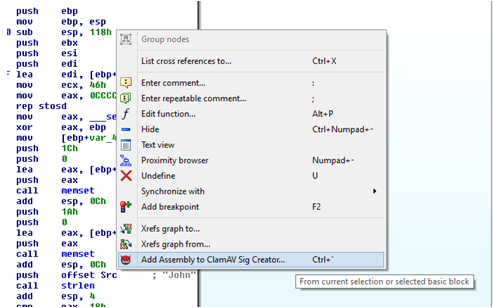 push    ebp
mov     ebp, esp
sub     esp, 118h
push    ebx
push    esi
push    edi
lea     edi, [ebp+
mov     ecx, 46h
mov     eax, 0CCCC
rep stosd
mov     eax, ___se
xor     eax, ebp
mov     [ebp+var_4
push    1Ch
push    0
lea     eax, [ebp+
push    eax
call    memset
add     esp, 0Ch
push    1Ah
push    0
lea     eax, [ebp+
push    eax
call    memset
add     esp, 0Ch
push    offset Src      ; "John"
call    strlen
add     esp, 4
Group nodes
List cross references to... Ctrl+X
Enter comment... :
Enter repeatable comment... ;
Edit function... Alt+P
Hide Ctrl+Numpad+-
Text view
Proximity browser Numpad+-
Undefine U
Synchronize with
Add breakpoint F2
Xrefs graph to...
Xrefs graph from...
Add Assembly to ClamAV Sig Creator... Ctrl+`
From current selection or selected basic block